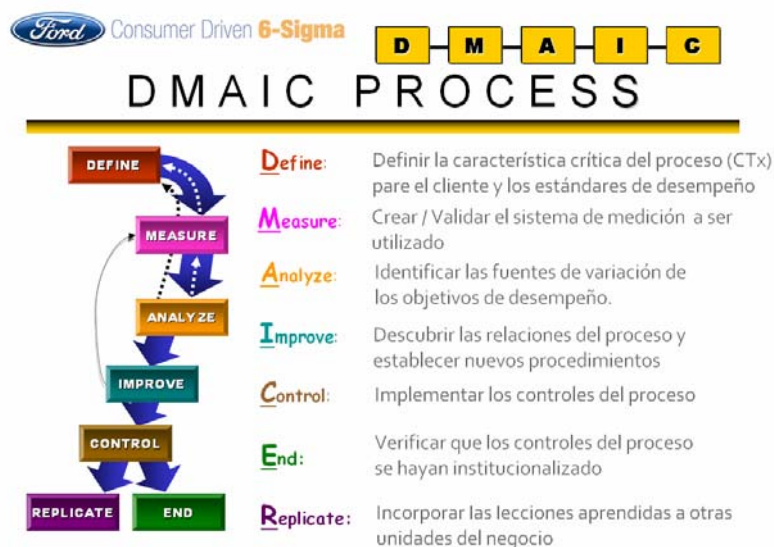 Ford Consumer Driven 6-Sigma
D M A I C
DMAIC PROCESS
DEFINE
MEASURE
ANALYZE
IMPROVE
CONTROL
REPLICATE
END
Define: Definir la característica crítica del proceso (CTx)
pare el cliente y los estándares de desempeño
Measure: Crear / Validar el sistema de medición a ser
utilizado
Analyze: Identificar las fuentes de variación de
los objetivos de desempeño.
Improve: Descubrir las relaciones del proceso y
establecer nuevos procedimientos
Control: Implementar los controles del proceso
End: Verificar que los controles del proceso
se hayan institucionalizado
Replicate: Incorporar las lecciones aprendidas a otras
unidades del negocio